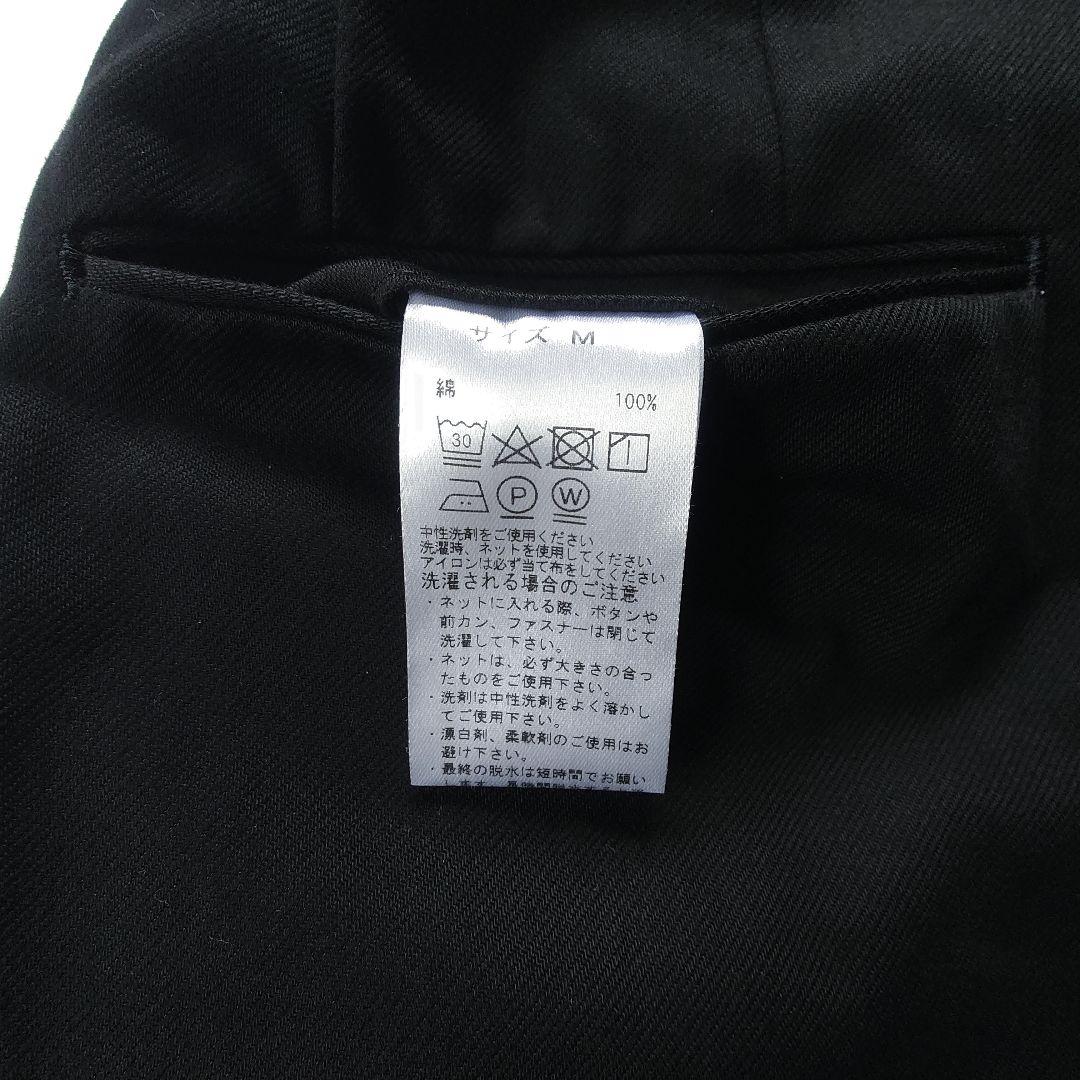 サイズ M
綿 100%
30
P W
中性洗剤をご使用ください
洗濯時、ネットを使用してください
アイロンは必ず当て布をしてください
洗濯される場合のご注意
・ネットに入れる際、ボタンや
前カン、ファスナーは閉じて
洗濯して下さい。
・ネットは、必ず大きさの合っ
たものをご使用下さい。
・洗剤は中性洗剤をよく溶かし
てご使用下さい。
・漂白剤、柔軟剤のご使用はお
避け下さい。
・最終の脱水は短時間でお願い